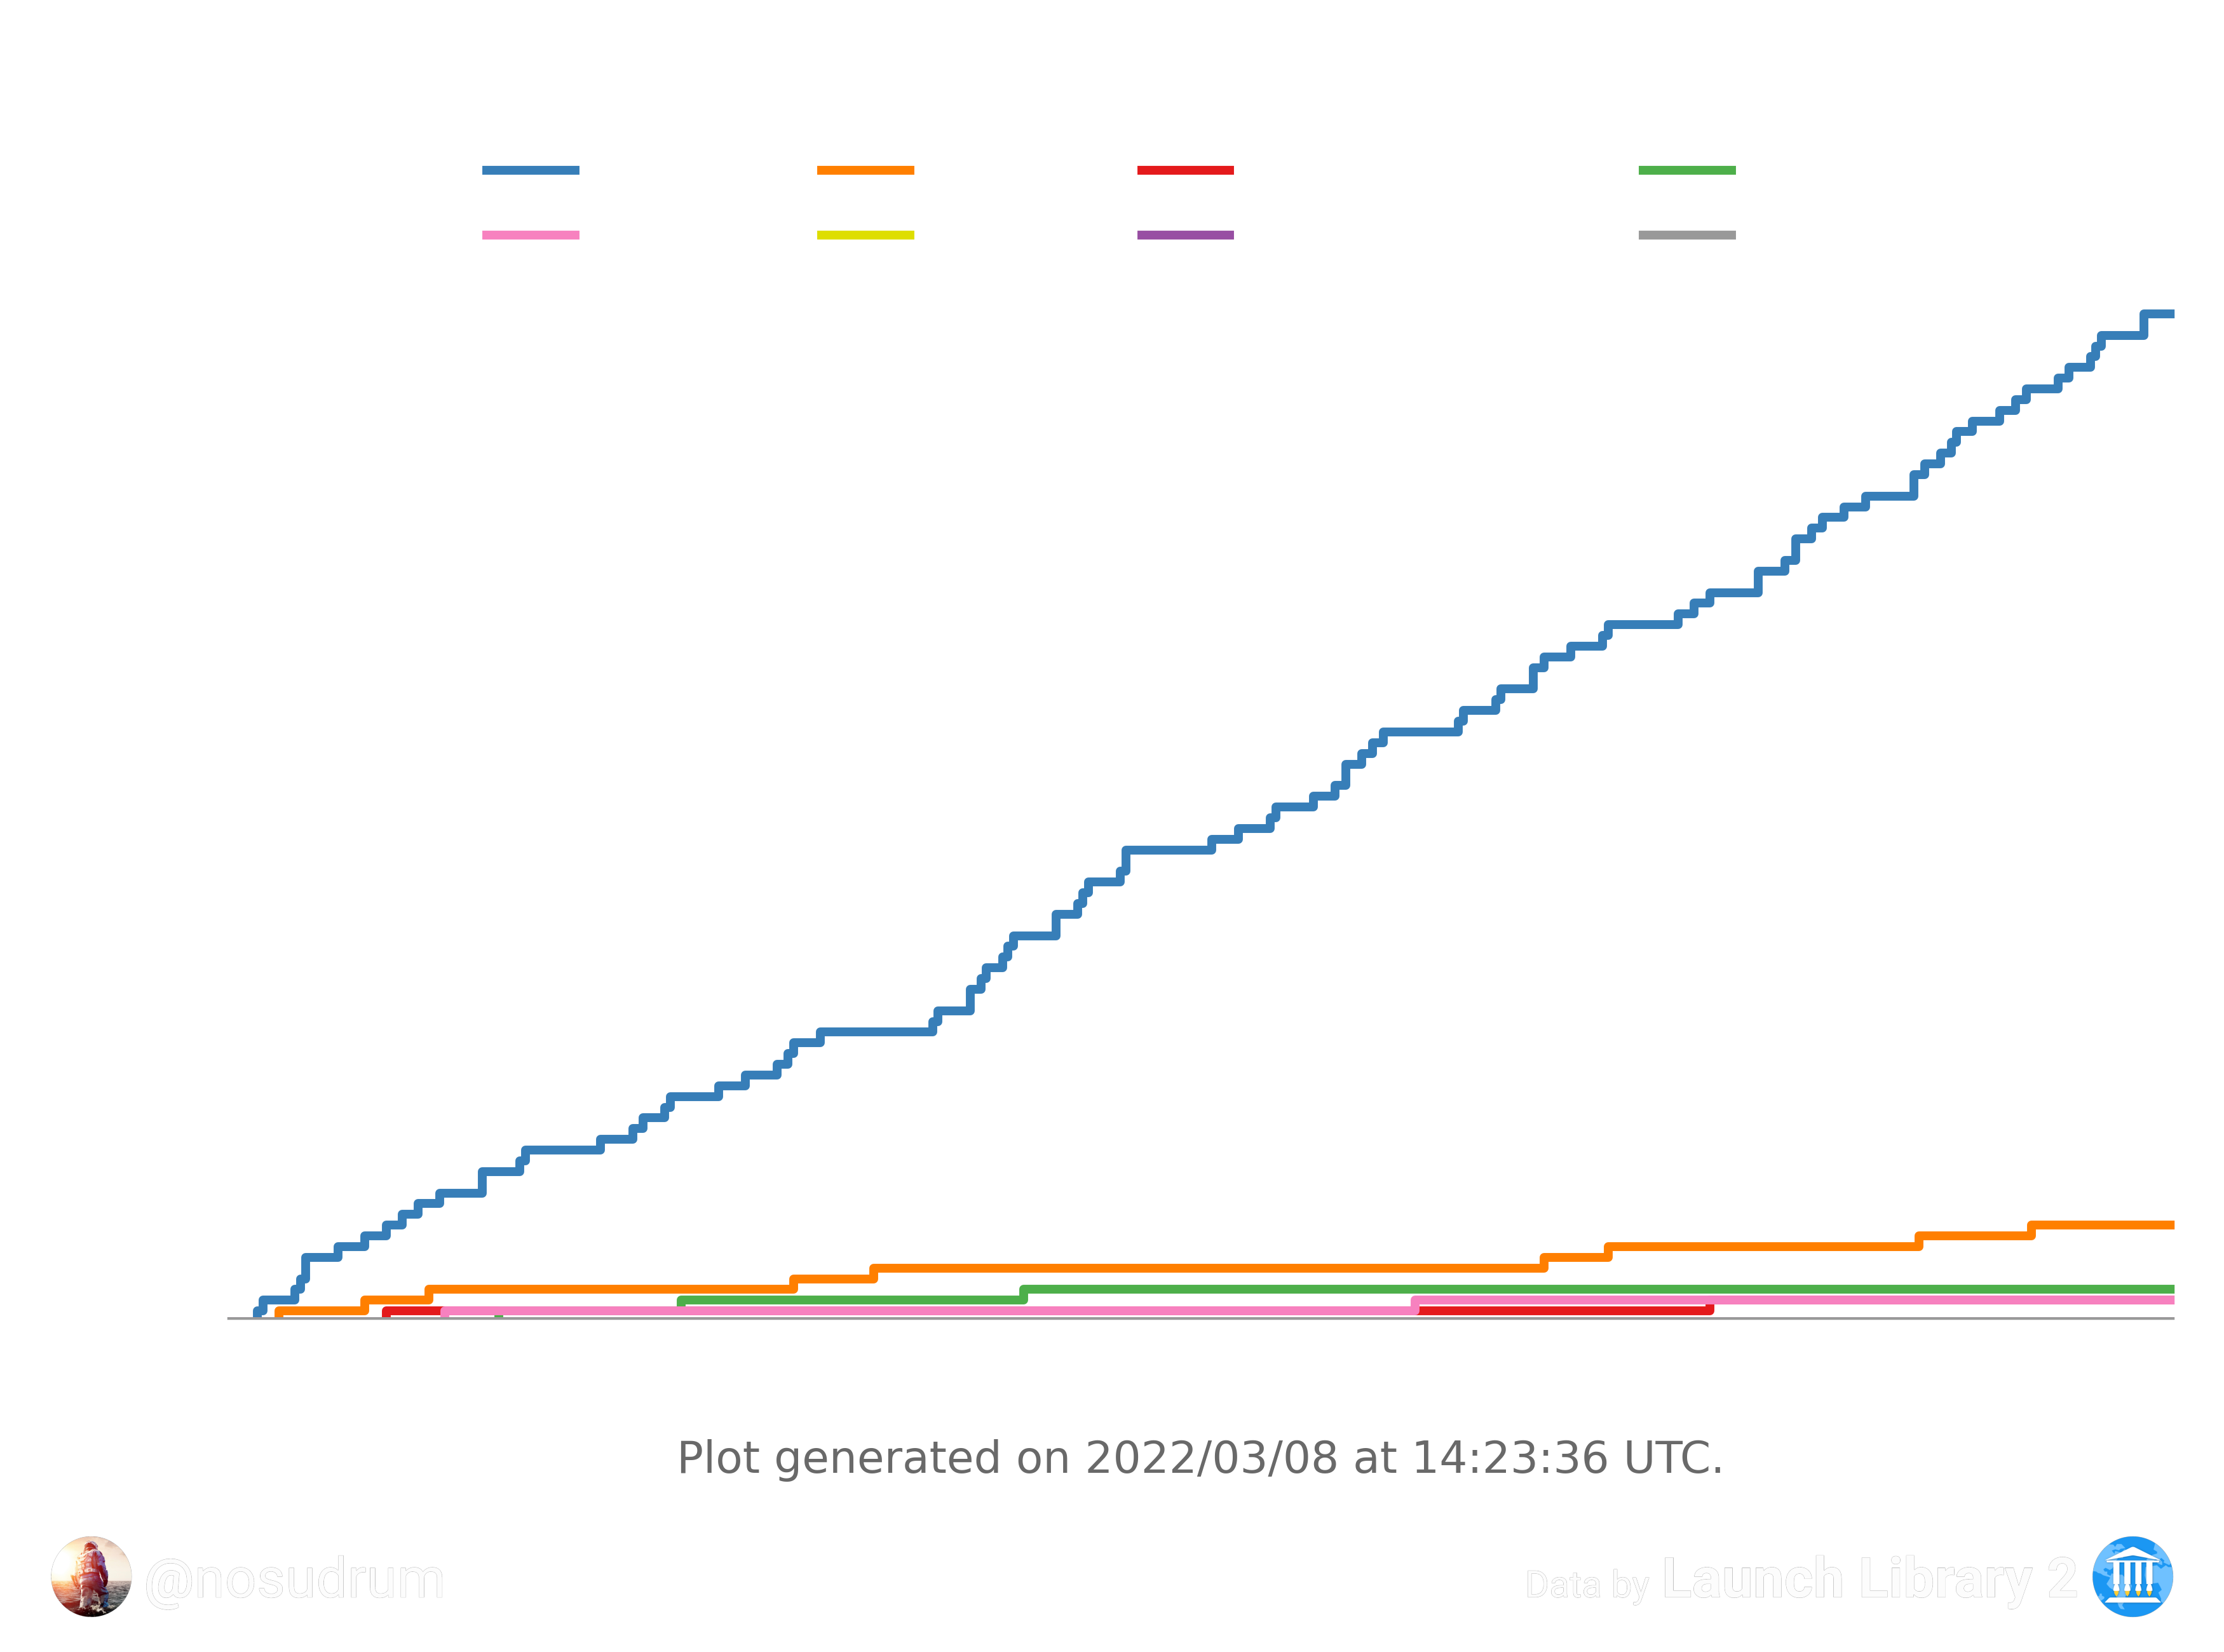 Plot generated on 2022/03/08 at 14:23:36 UTC.
@nosudrum
Data by Launch Library 2